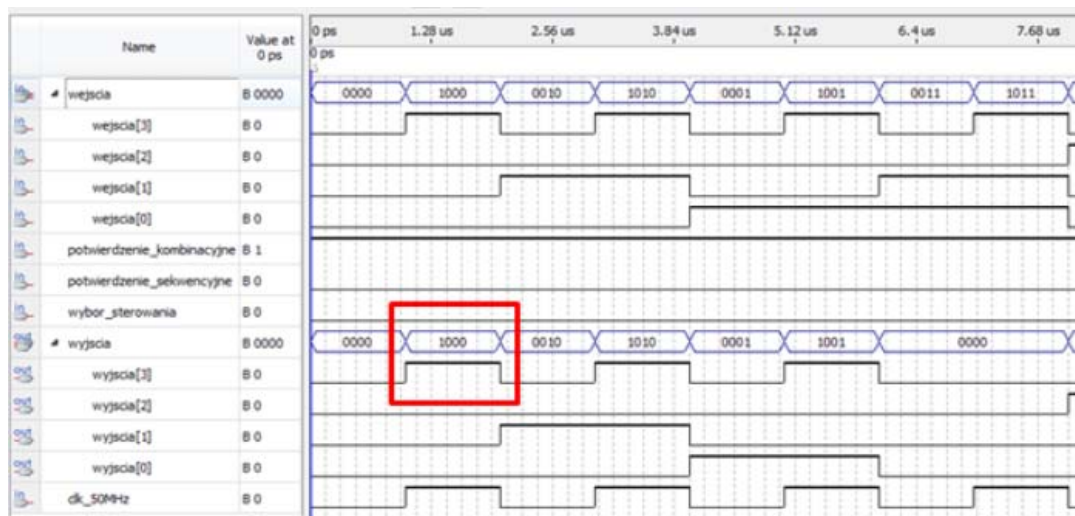 Name Value at 0 ps 0 ps 1.28 us 2.56 us 3.84 us 5.12 us 6.4 us 7.68 us
0 ps
wejscia B 0000 0000 1000 0010 1010 0001 1001 0011 1011
wejscia[3] B 0
wejscia[2] B 0
wejscia[1] B 0
wejscia[0] B 0
potwierdzenie_kombinacyjne B 1
potwierdzenie_sekwencyjne B 0
wybor_sterowania B 0
wyjscia B 0000 0000 1000 0010 1010 0001 1001 0000
wyjscia[3] B 0
wyjscia[2] B 0
wyjscia[1] B 0
wyjscia[0] B 0
clk_50MHz B 0